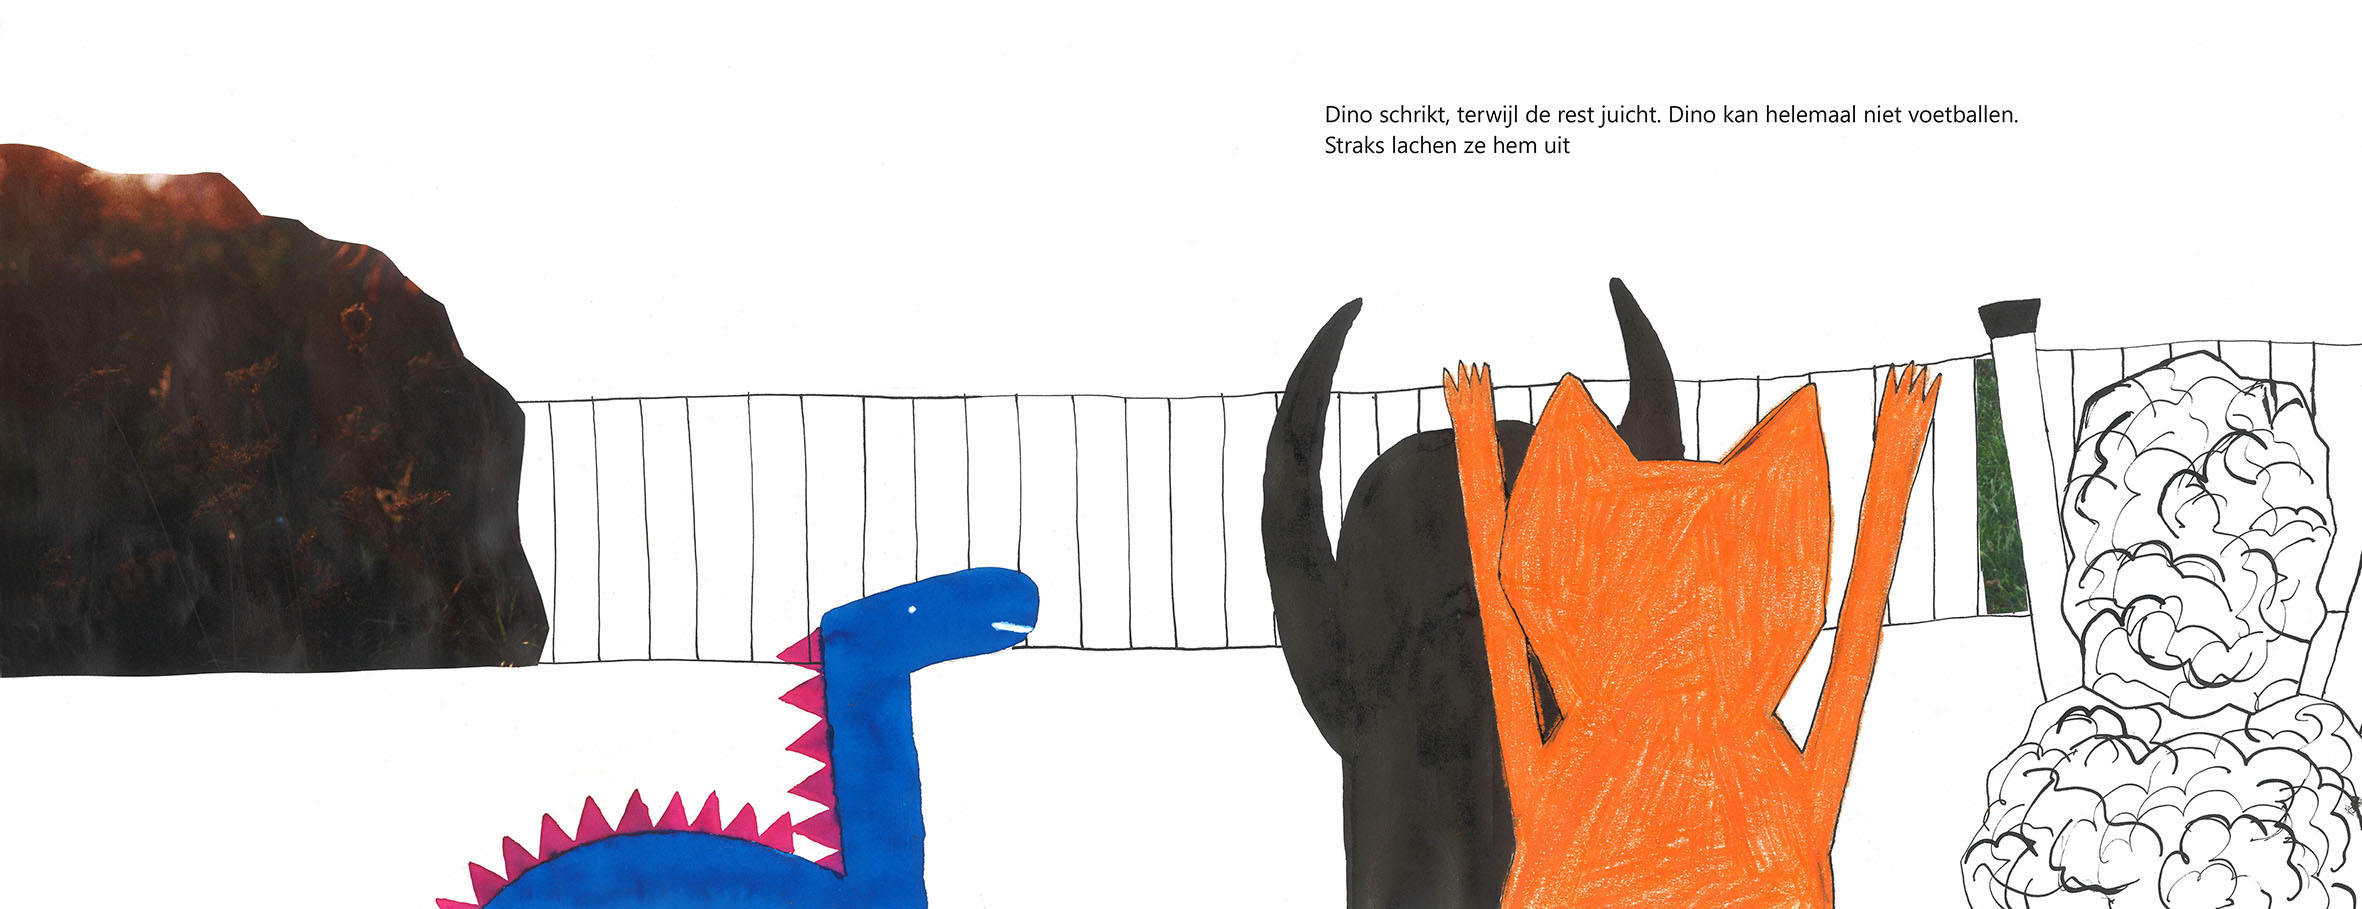 Dino schrikt, terwijl de rest juicht. Dino kan helemaal niet voetballen.
Straks lachen ze hem uit